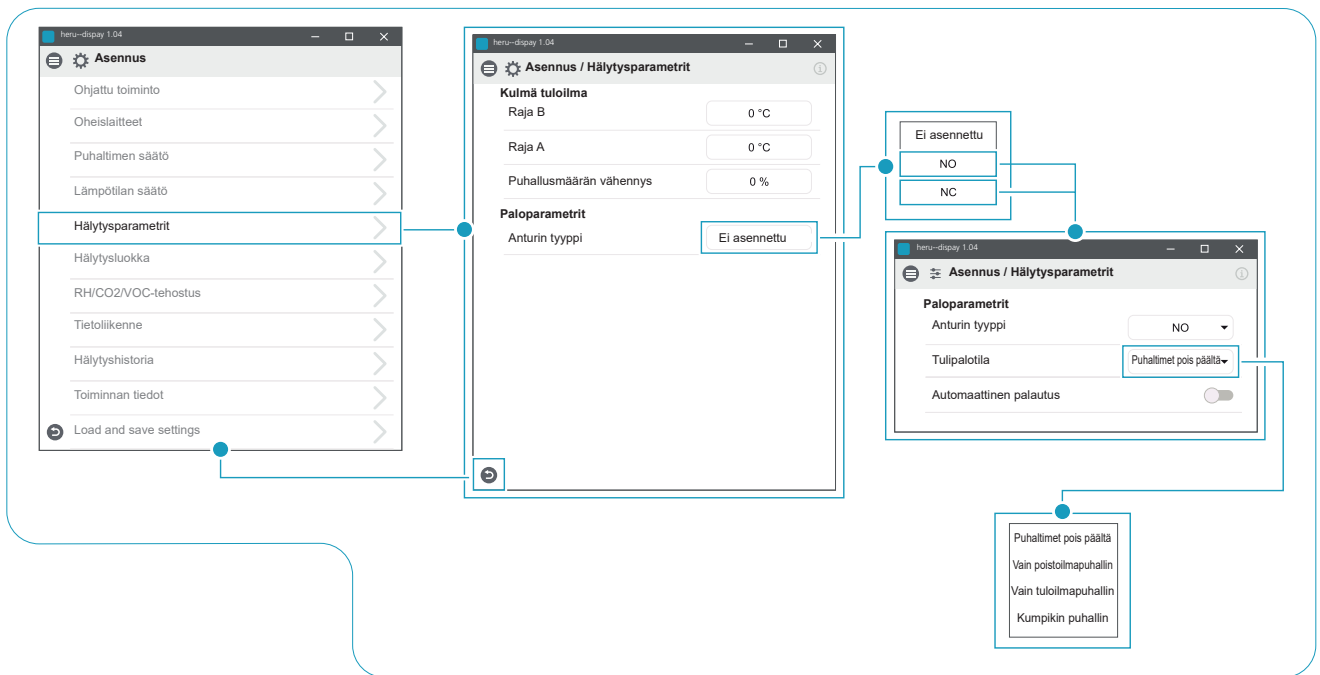 heru--dispay 1.04
Asennus
Ohjattu toiminto
Oheislaitteet
Puhaltimen säätö
Lämpötilan säätö
Hälytysparametrit
Hälytysluokka
RH/CO2/VOC-tehostus
Tietoliikenne
Hälytyshistoria
Toiminnan tiedot
Load and save settings
heru--dispay 1.04
Asennus / Hälytysparametrit
Kulmä tuloilma
Raja B 0 °C
Raja A 0 °C
Puhallusmäärän vähennys 0 %
Paloparametrit
Anturin tyyppi Ei asennettu
Ei asennettu
NO
NC
heru--dispay 1.04
Asennus / Hälytysparametrit
Paloparametrit
Anturin tyyppi NO
Tulipalotila Puhaltimet pois päältä
Automaattinen palautus
Puhaltimet pois päältä
Vain poistoilmapuhallin
Vain tuloilmapuhallin
Kumpikin puhallin